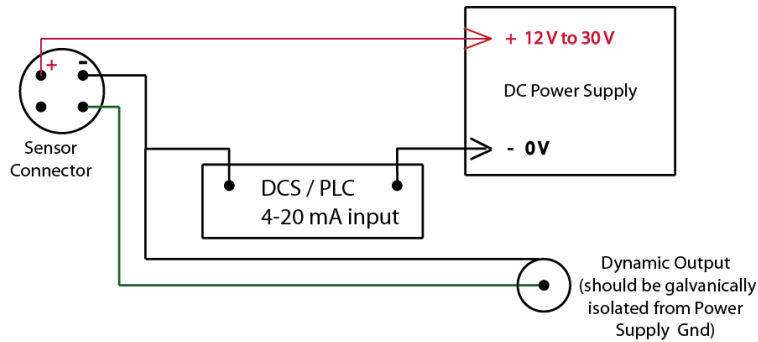 + 12 V to 30 V
DC Power Supply
- 0 V
+ -
Sensor
Connector
DCS / PLC
4-20 mA input
Dynamic Output
(should be galvanically
isolated from Power
Supply Gnd)